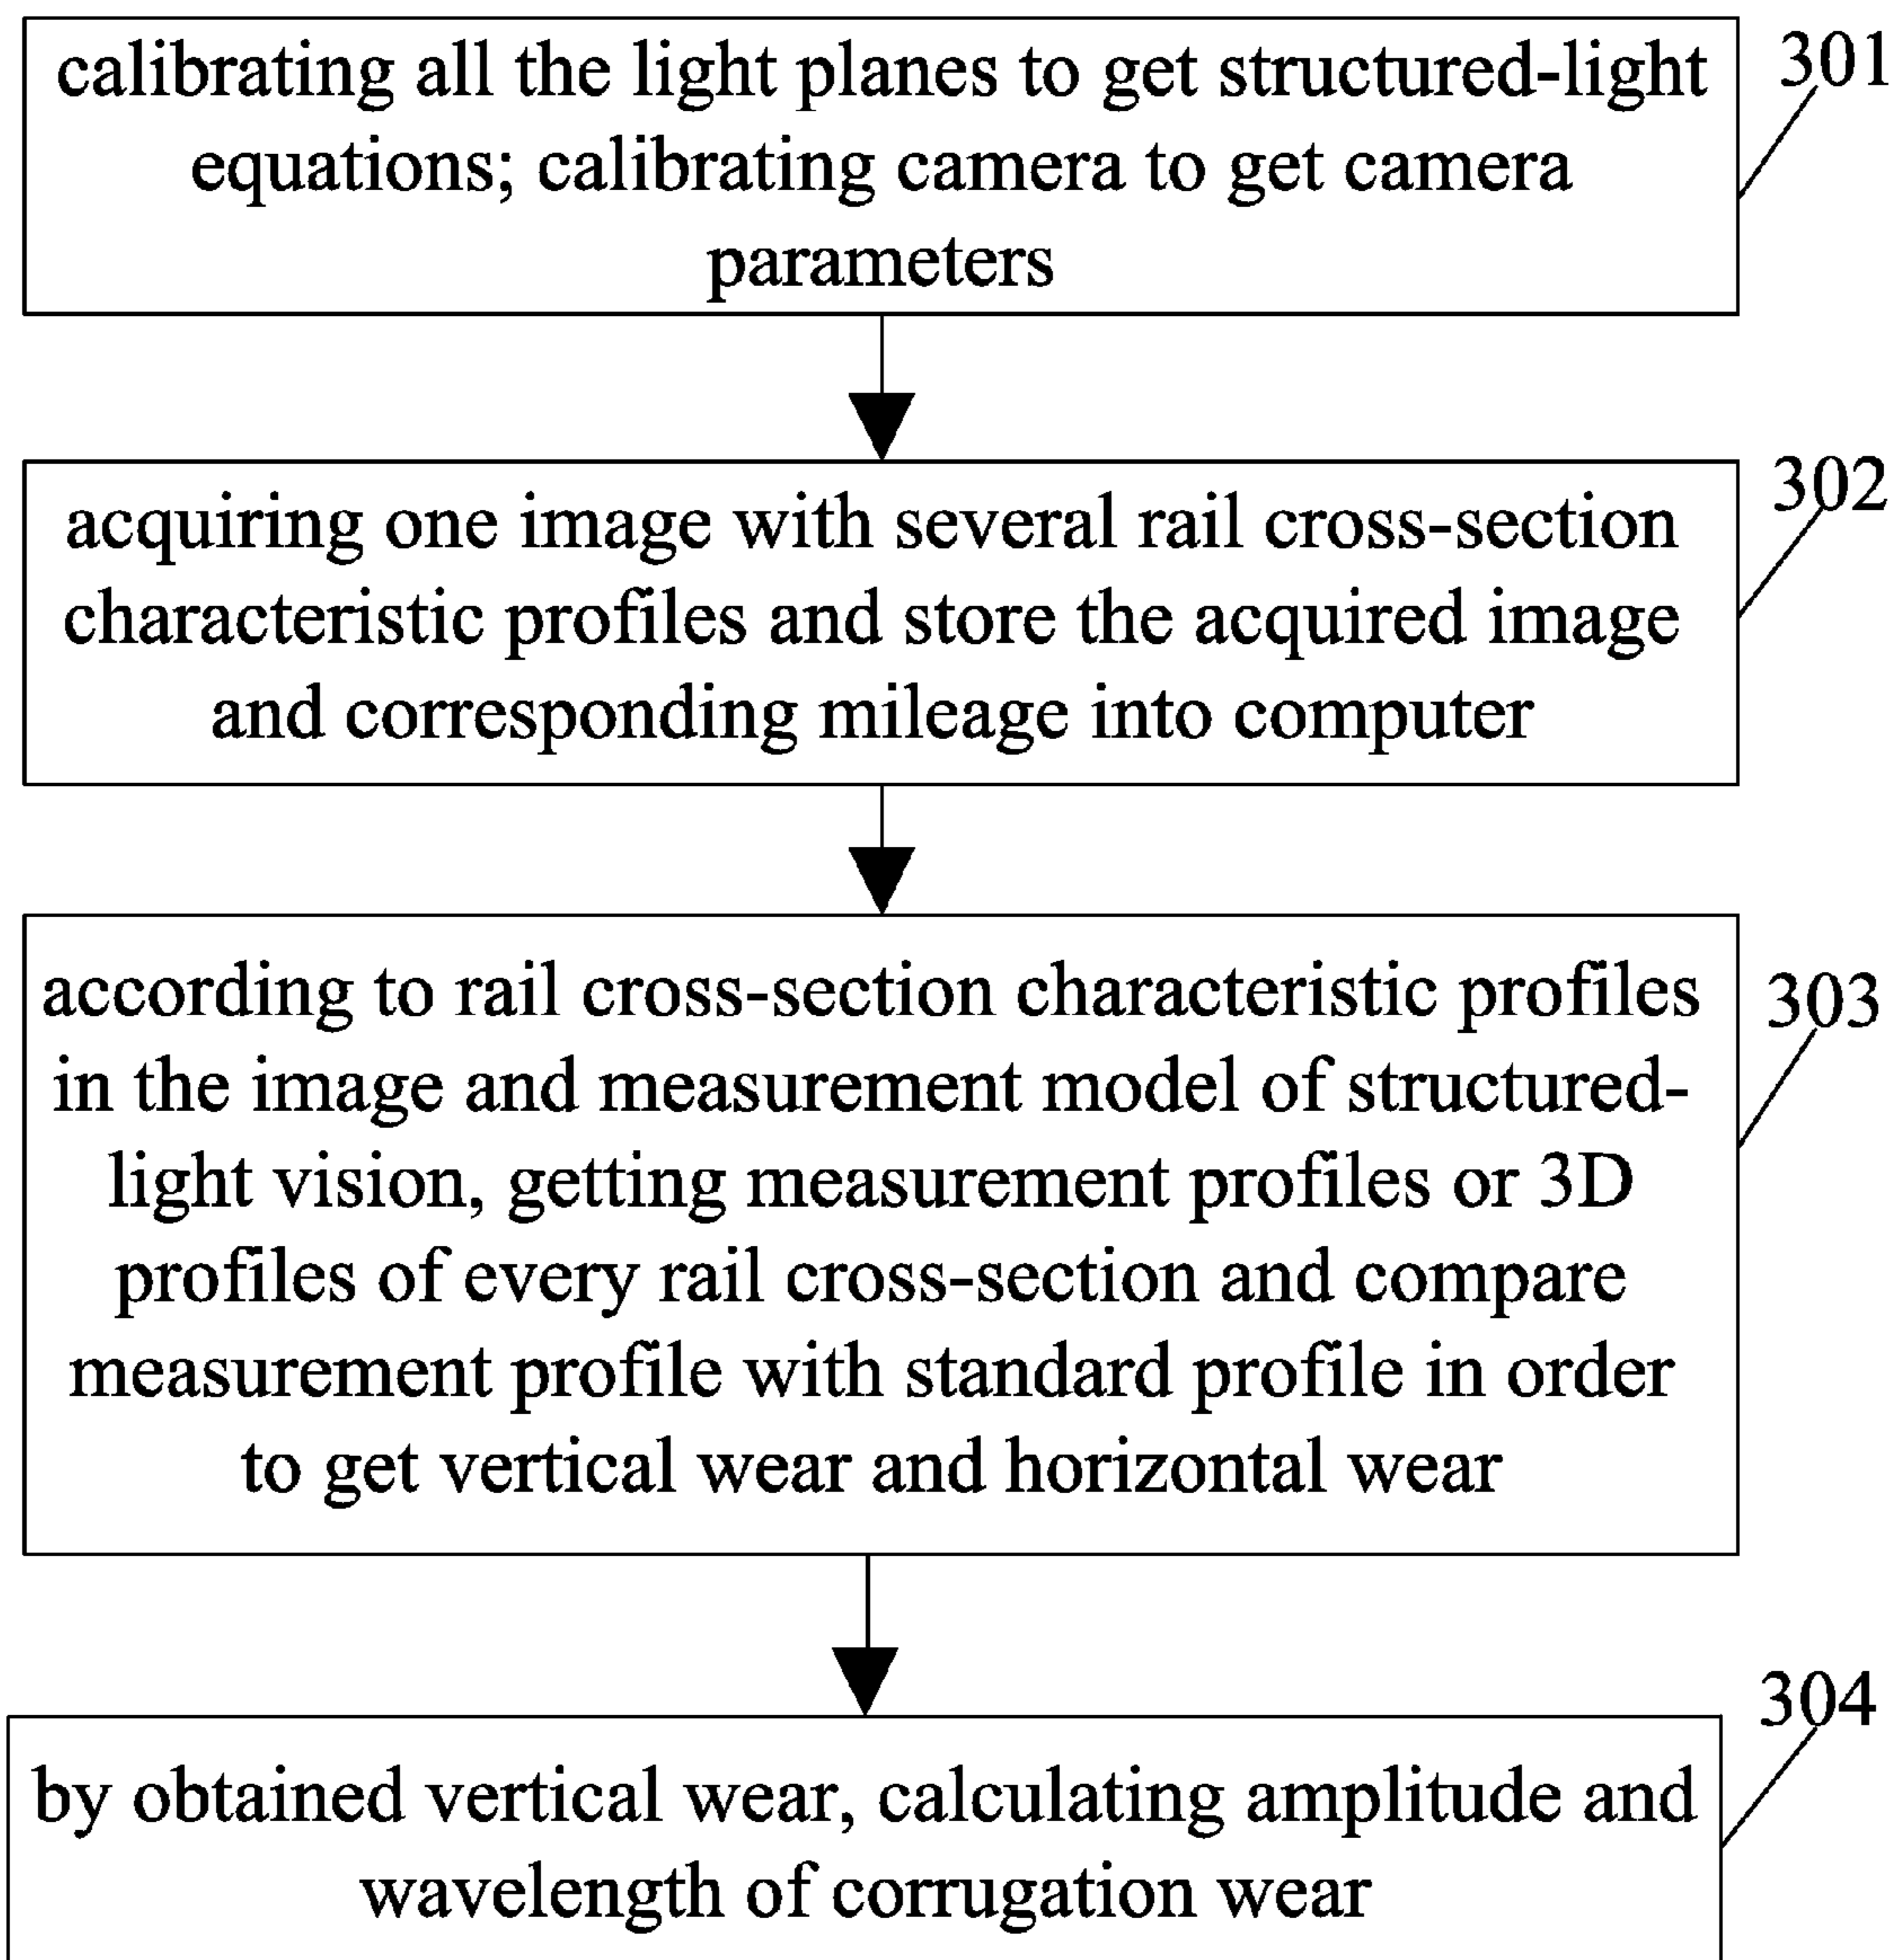 calibrating all the light planes to get structured-light
equations; calibrating camera to get camera
parameters
301
acquiring one image with several rail cross-section
characteristic profiles and store the acquired image
and corresponding mileage into computer
302
according to rail cross-section characteristic profiles
in the image and measurement model of structured-
light vision, getting measurement profiles or 3D
profiles of every rail cross-section and compare
measurement profile with standard profile in order
to get vertical wear and horizontal wear
303
by obtained vertical wear, calculating amplitude and
wavelength of corrugation wear
304